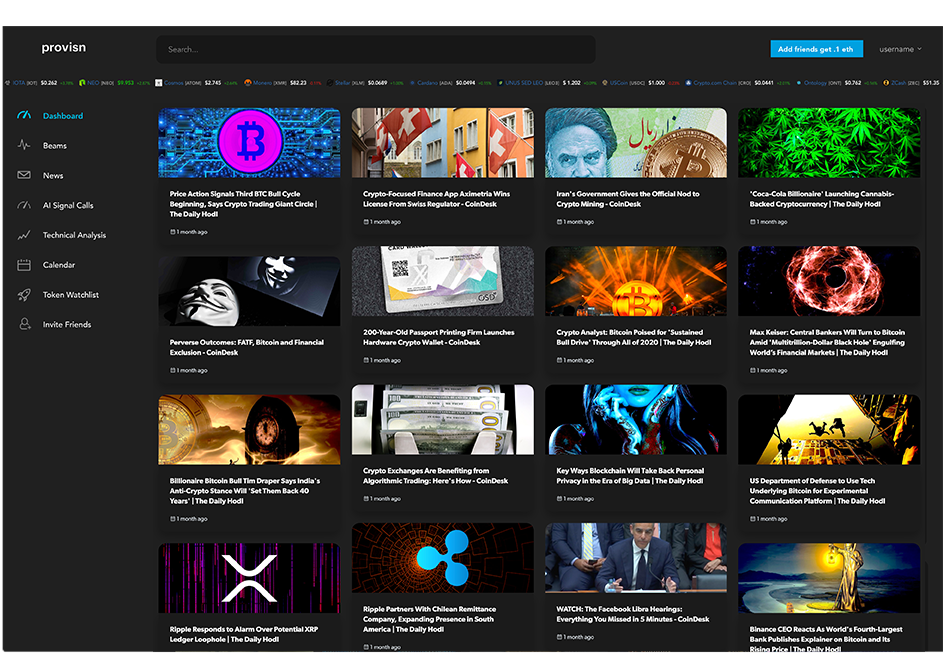 provisn
Search...
Add friends get .1 eth
username
IOTA [IOT] $0.262 NEO [NEO] $9.953 Cosmos [ATOM] $2.745 Monero [XMR] $82.23 Stellar [XLM] $0.0689 Cardano [ADA] $0.0494 UNUS SED LEO [LEO3] $ 1.202 USCoin [USDC] $1.000 Crypto.com Chain [CRO] $0.0441 Ontology [ONT] $0.762 ZCash [ZEC] $51.35
Dashboard
Beams
News
AI Signal Calls
Technical Analysis
Calendar
Token Watchlist
Invite Friends
Price Action Signals Third BTC Bull Cycle
Beginning, Says Crypto Trading Giant Circle |
The Daily Hodl
1 month ago
Crypto-Focused Finance App Aximetria Wins
License From Swiss Regulator - CoinDesk
1 month ago
Iran's Government Gives the Official Nod to
Crypto Mining - CoinDesk
1 month ago
'Coca-Cola Billionaire' Launching Cannabis-
Backed Cryptocurrency | The Daily Hodl
1 month ago
Perverse Outcomes: FATF, Bitcoin and Financial
Exclusion - CoinDesk
1 month ago
200-Year-Old Passport Printing Firm Launches
Hardware Crypto Wallet - CoinDesk
1 month ago
Crypto Analyst: Bitcoin Poised for 'Sustained
Bull Drive' Through All of 2020 | The Daily Hodl
1 month ago
Max Keiser: Central Bankers Will Turn to Bitcoin
Amid 'Multitrillion-Dollar Black Hole' Engulfing
World's Financial Markets | The Daily Hodl
1 month ago
Billionaire Bitcoin Bull Tim Draper Says India's
Anti-Crypto Stance Will 'Set Them Back 40
Years' | The Daily Hodl
1 month ago
Crypto Exchanges Are Benefiting from
Algorithmic Trading: Here's How - CoinDesk
1 month ago
Key Ways Blockchain Will Take Back Personal
Privacy in the Era of Big Data | The Daily Hodl
1 month ago
US Department of Defense to Use Tech
Underlying Bitcoin for Experimental
Communication Platform | The Daily Hodl
1 month ago
Ripple Responds to Alarm Over Potential XRP
Ledger Loophole | The Daily Hodl
Ripple Partners With Chilean Remittance
Company, Expanding Presence in South
America | The Daily Hodl
1 month ago
WATCH: The Facebook Libra Hearings:
Everything You Missed in 5 Minutes - CoinDesk
1 month ago
Binance CEO Reacts As World's Fourth-Largest
Bank Publishes Explainer on Bitcoin and Its
Rising Price | The Daily Hodl